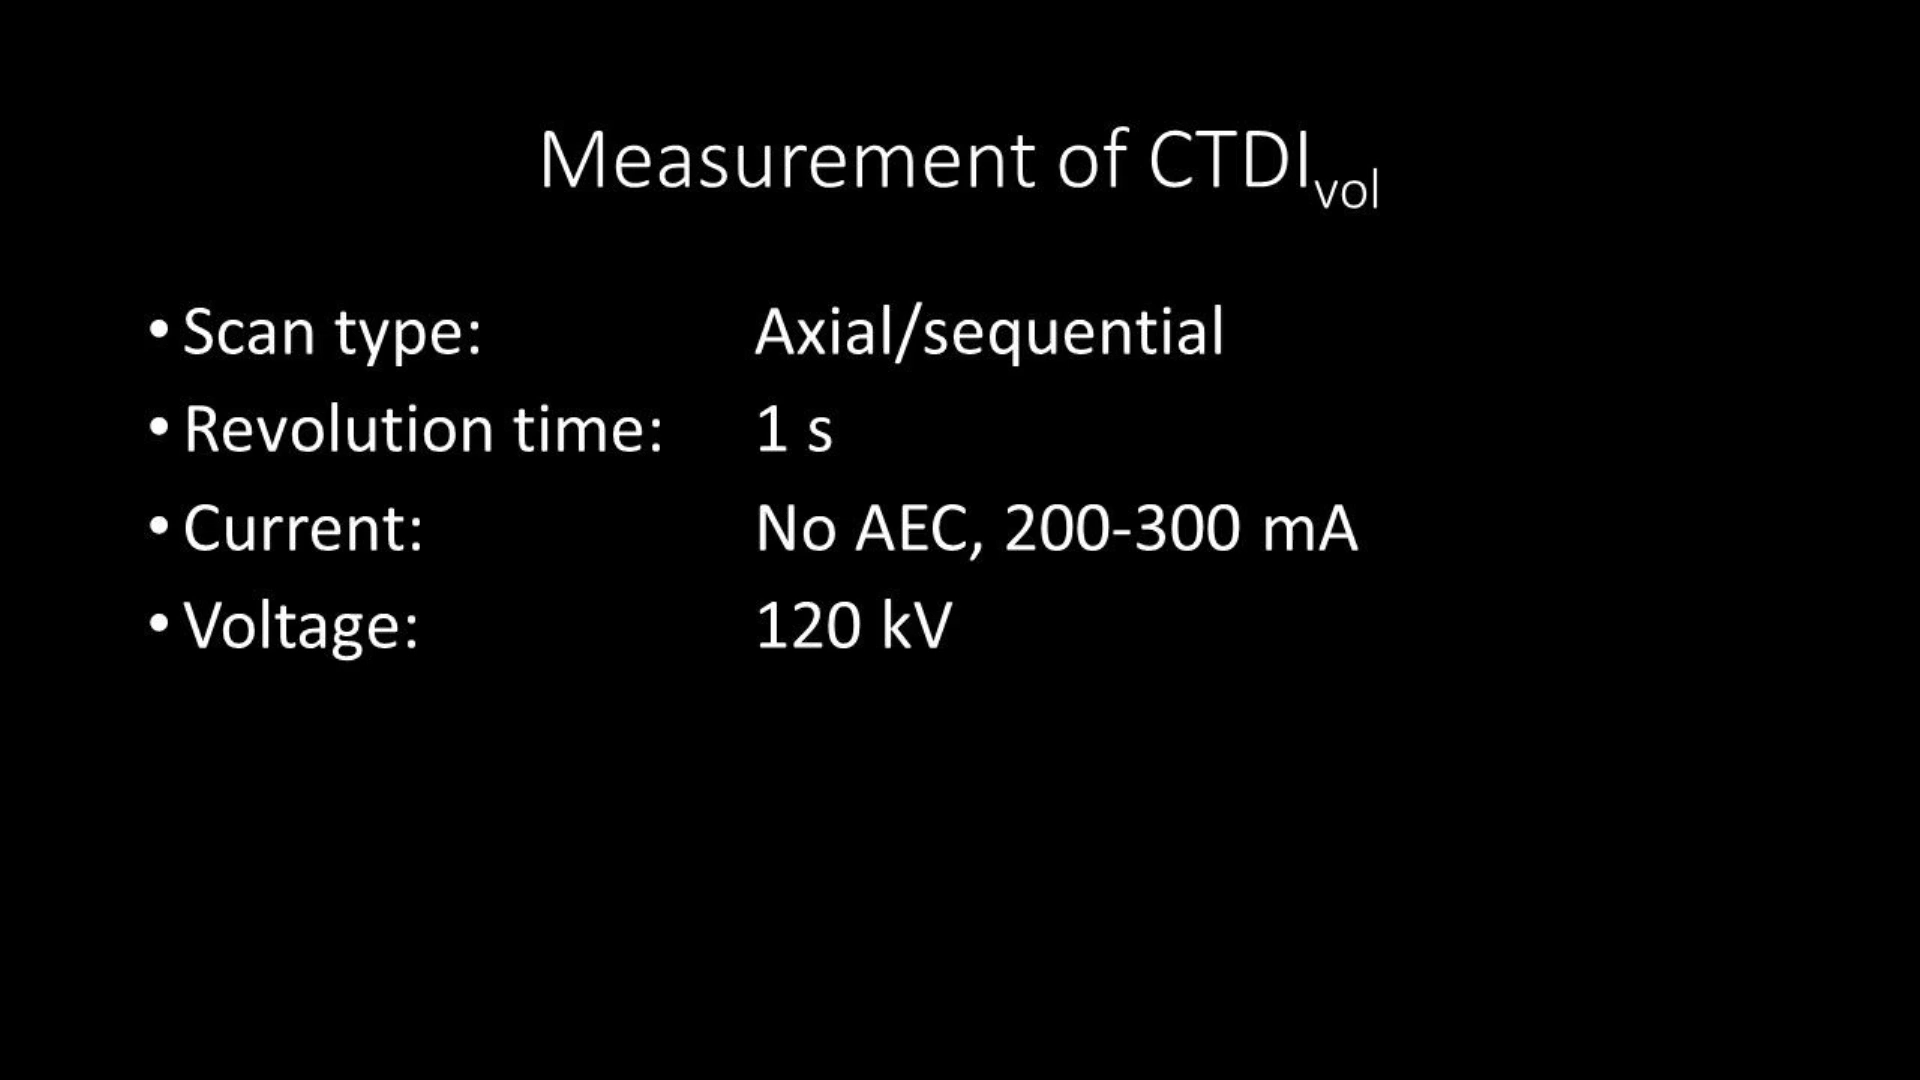 Measurement of CTDIvol
• Scan type: Axial/sequential
• Revolution time: 1 s
• Current: No AEC, 200-300 mA
• Voltage: 120 kV